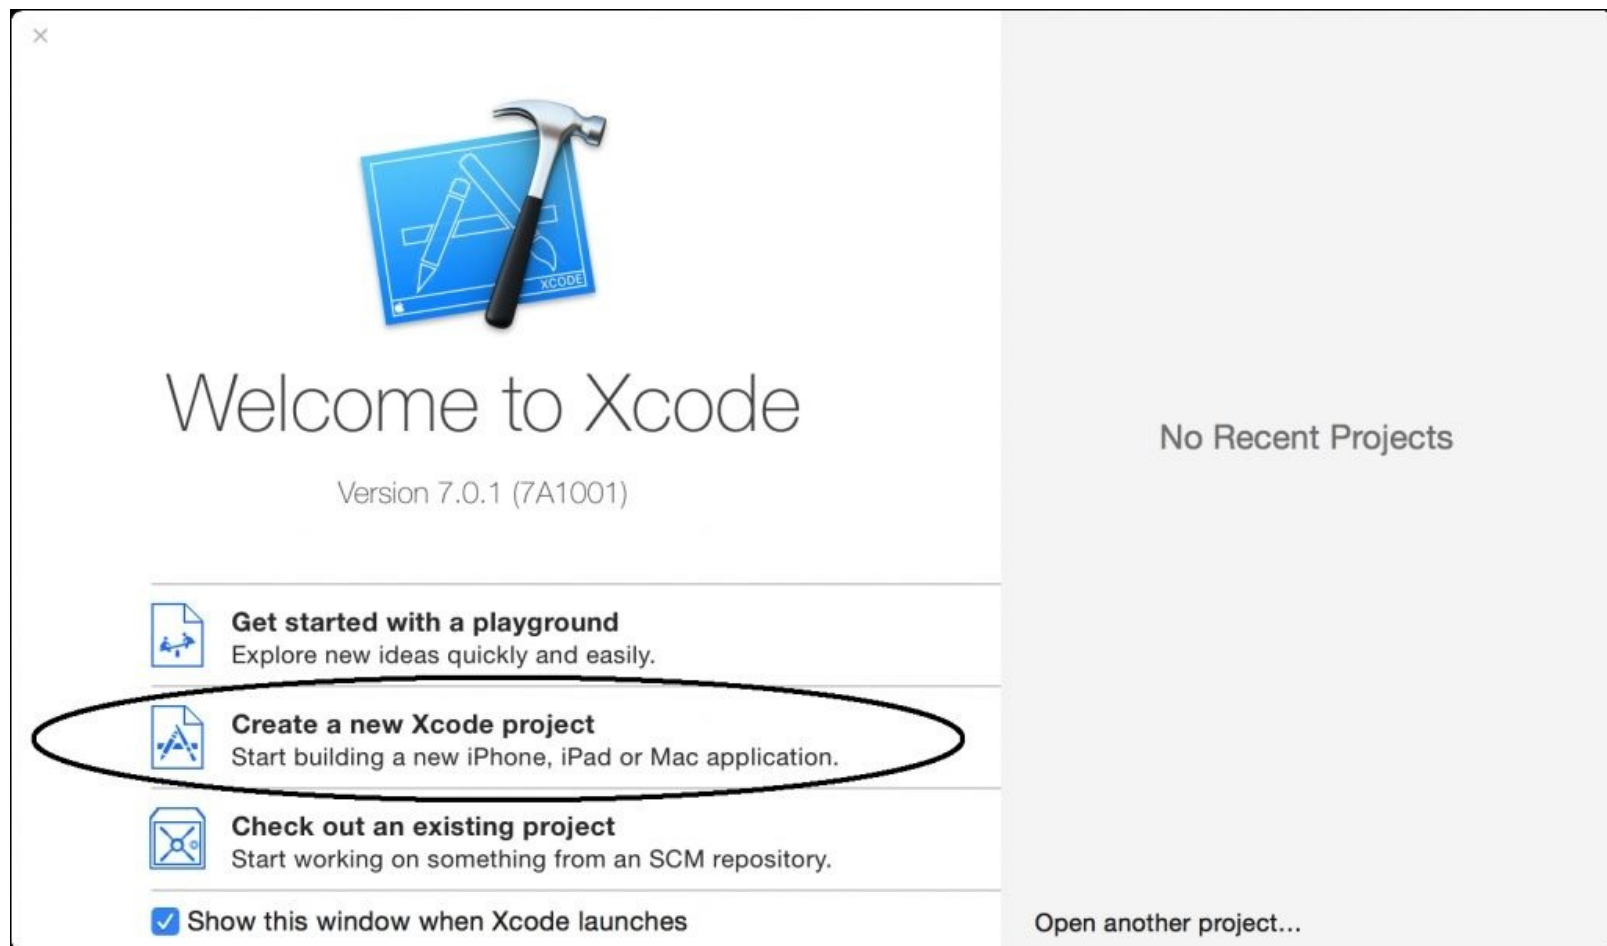 XCODE
Welcome to Xcode
Version 7.0.1 (7A1001)
Get started with a playground
Explore new ideas quickly and easily.
Create a new Xcode project
Start building a new iPhone, iPad or Mac application.
Check out an existing project
Start working on something from an SCM repository.
Show this window when Xcode launches
No Recent Projects
Open another project...